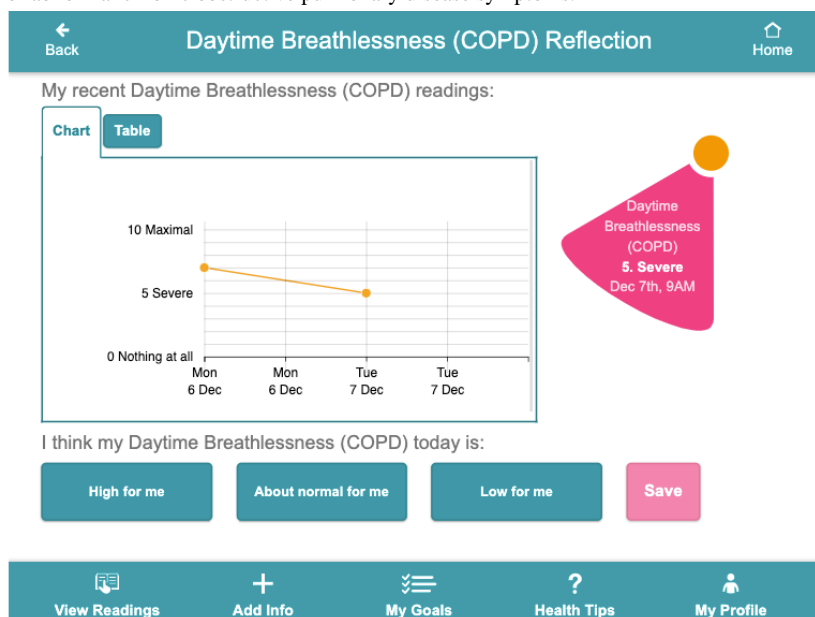 Back
Daytime Breathlessness (COPD) Reflection
Home
My recent Daytime Breathlessness (COPD) readings:
Chart
Table
10 Maximal
5 Severe
0 Nothing at all
Mon
6 Dec
Mon
6 Dec
Tue
7 Dec
Tue
7 Dec
Daytime
Breathlessness
(COPD)
5. Severe
Dec 7th, 9AM
I think my Daytime Breathlessness (COPD) today is:
High for me
About normal for me
Low for me
Save
View Readings
Add Info
My Goals
?
Health Tips
My Profile